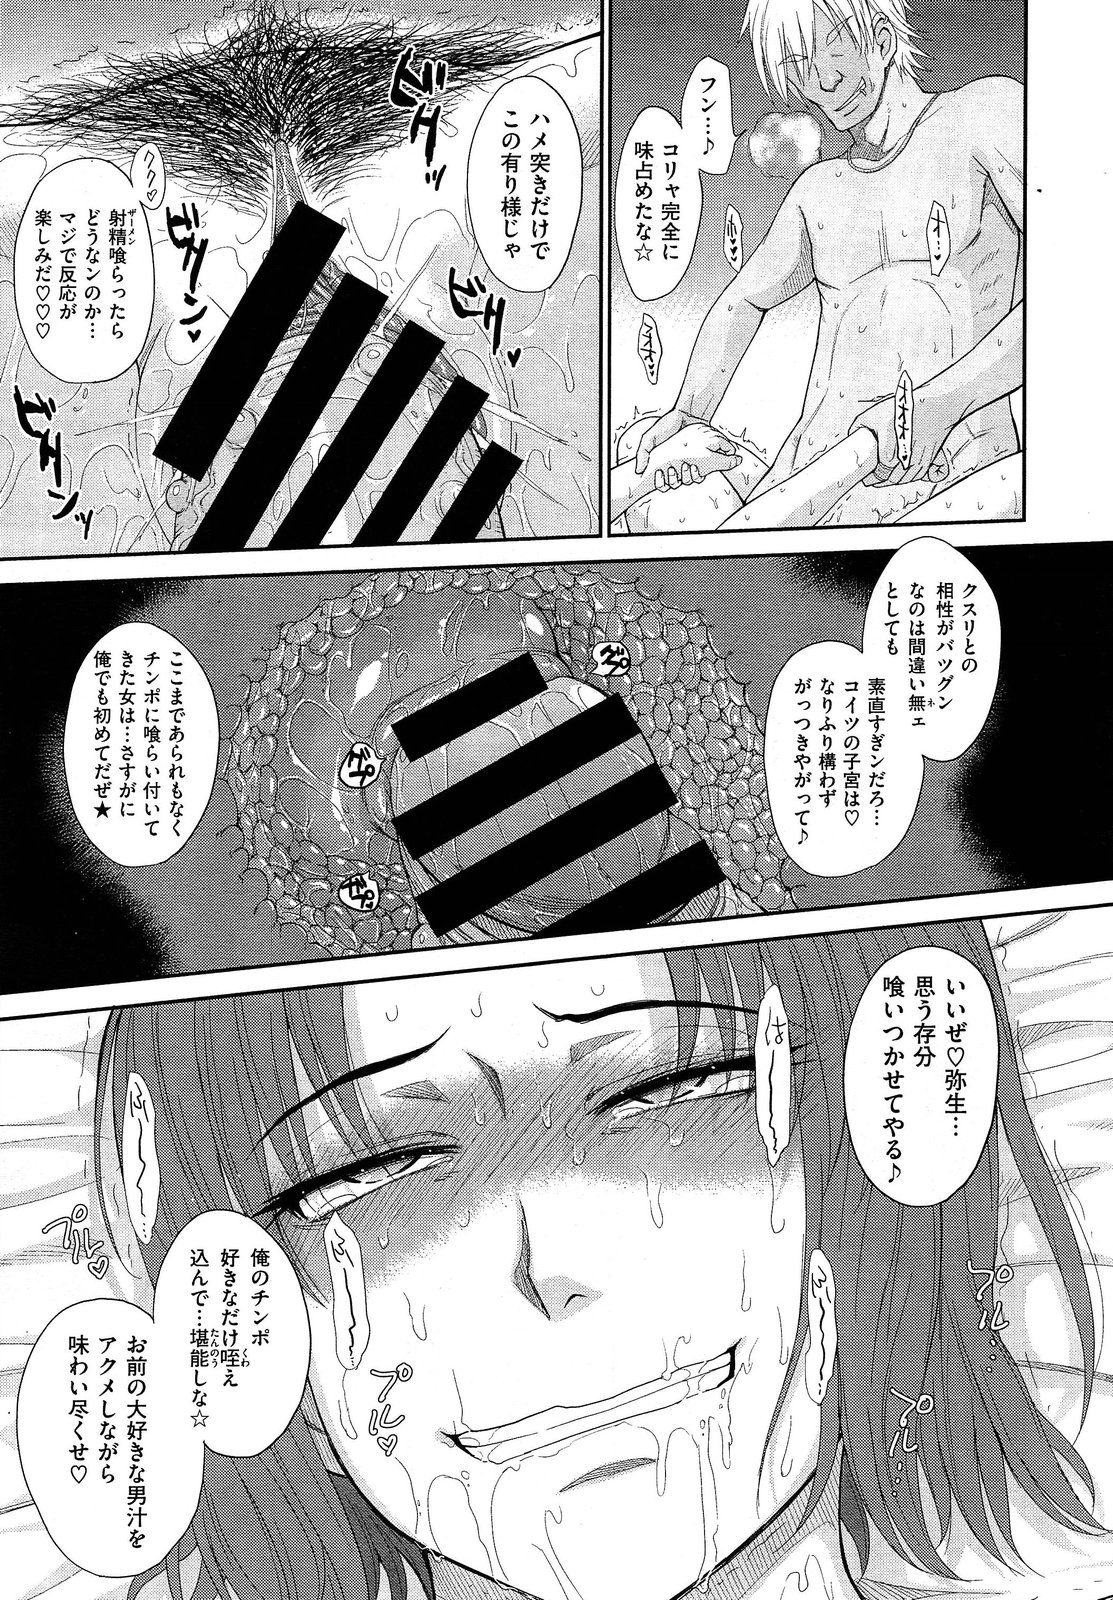 フン…♪
コリャ完全に
味占めたな☆
ハメ突きだけで
この有り様じゃ
ククッ♡
射精喰らったら
どうなンのか…
マジで反応が
楽しみだ♡♡♡
クスリとの
相性がバツグン
なのは間違い無ェ
としても
素直すぎンだろ…
コイツの子宮は♡
なりふり構わず
がっつきやがって♪
ここまであられもなく
チンポに喰らい付いて
きた女は…さすがに
俺でも初めてだぜ★
いいぜ♡弥生…
思う存分
喰いつかせてやる♪
俺のチンポ
好きなだけ咥え
込んで…堪能しな☆
お前の大好きな男汁を
アクメしながら
味わい尽くせ♡
プルッ
プルッ
プルッ
プルッ